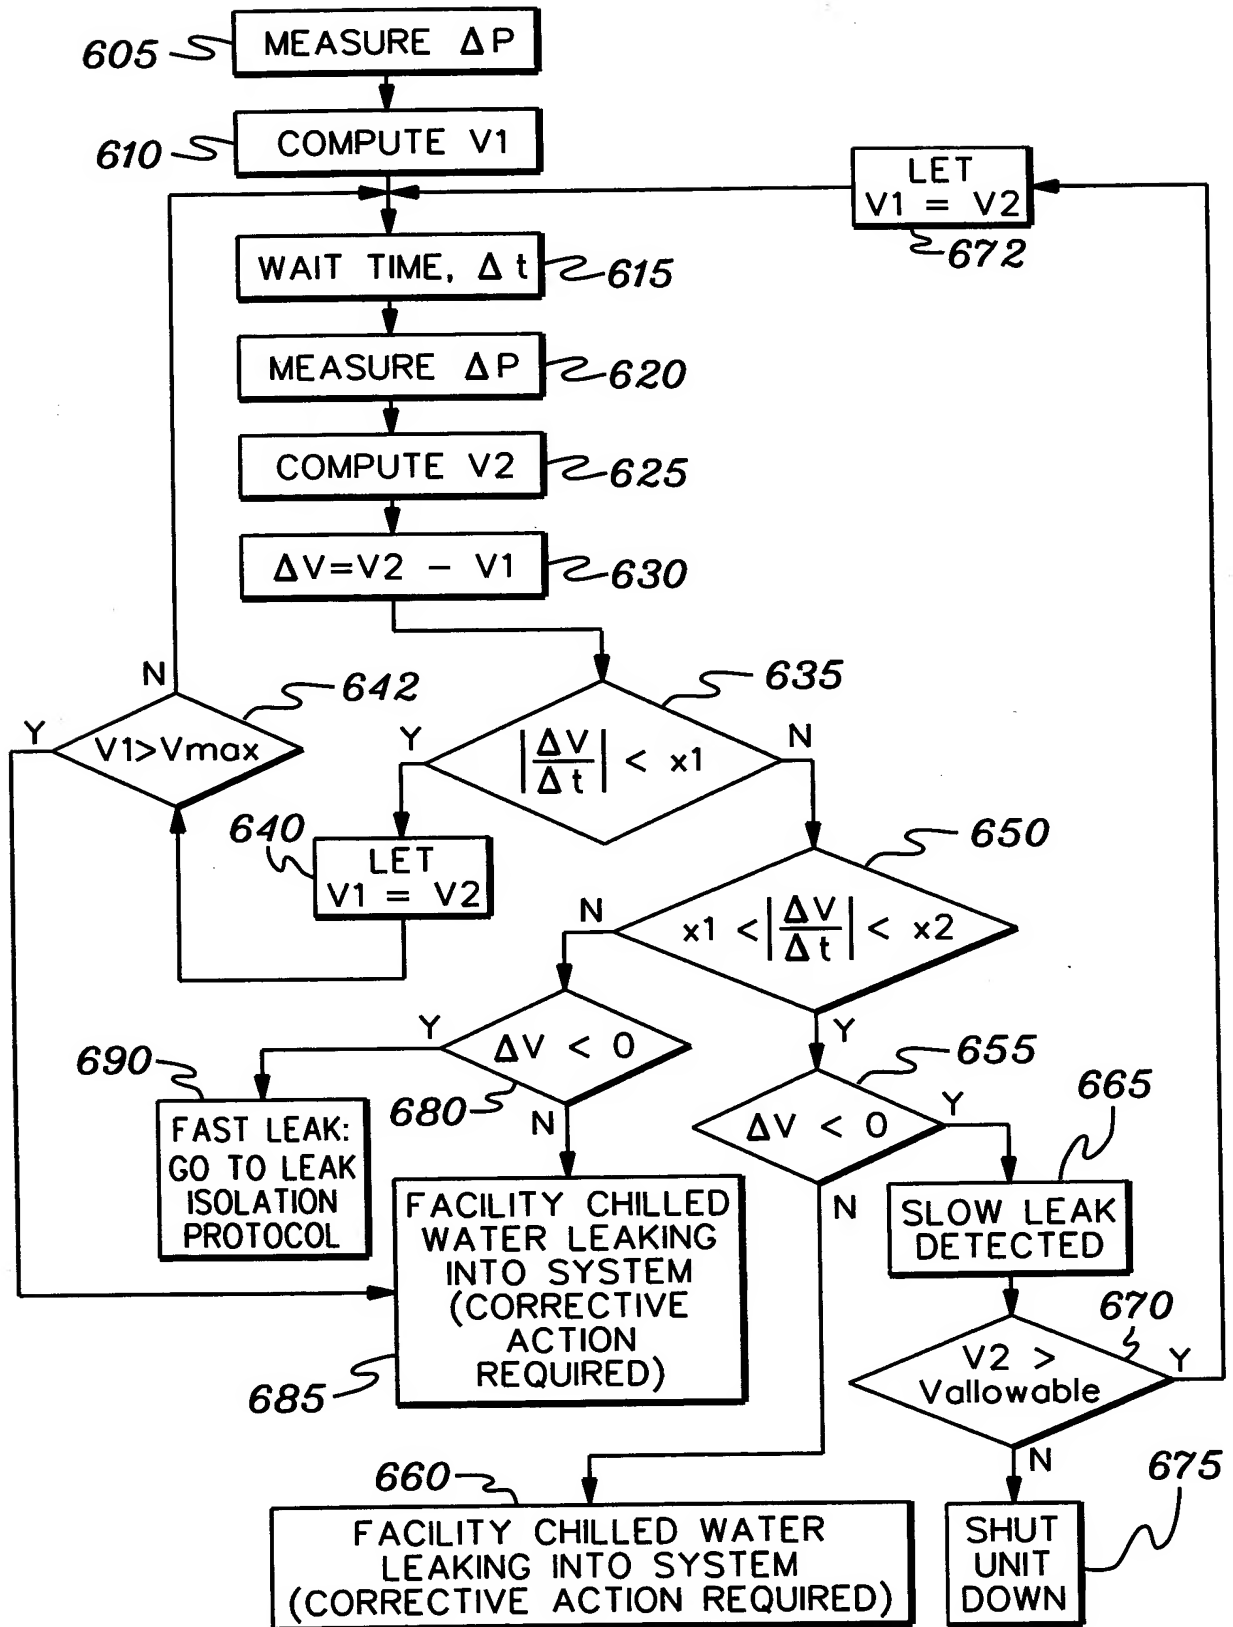 605
MEASURE ΔP
610
COMPUTE V1
LET
V1 = V2
672
WAIT TIME, Δt
615
MEASURE ΔP
620
COMPUTE V2
625
ΔV=V2 - V1
630
N
642
Y
V1>Vmax
635
Y
|ΔV/Δt| < x1
N
640
LET
V1 = V2
650
N
x1 < |ΔV/Δt| < x2
Y
Y
ΔV < 0
680
N
655
ΔV < 0
Y
N
690
FAST LEAK:
GO TO LEAK
ISOLATION
PROTOCOL
665
SLOW LEAK
DETECTED
FACILITY CHILLED
WATER LEAKING
INTO SYSTEM
(CORRECTIVE
ACTION
REQUIRED)
685
670
V2 >
Vallowable
Y
N
660
FACILITY CHILLED WATER
LEAKING INTO SYSTEM
(CORRECTIVE ACTION REQUIRED)
675
SHUT
UNIT
DOWN